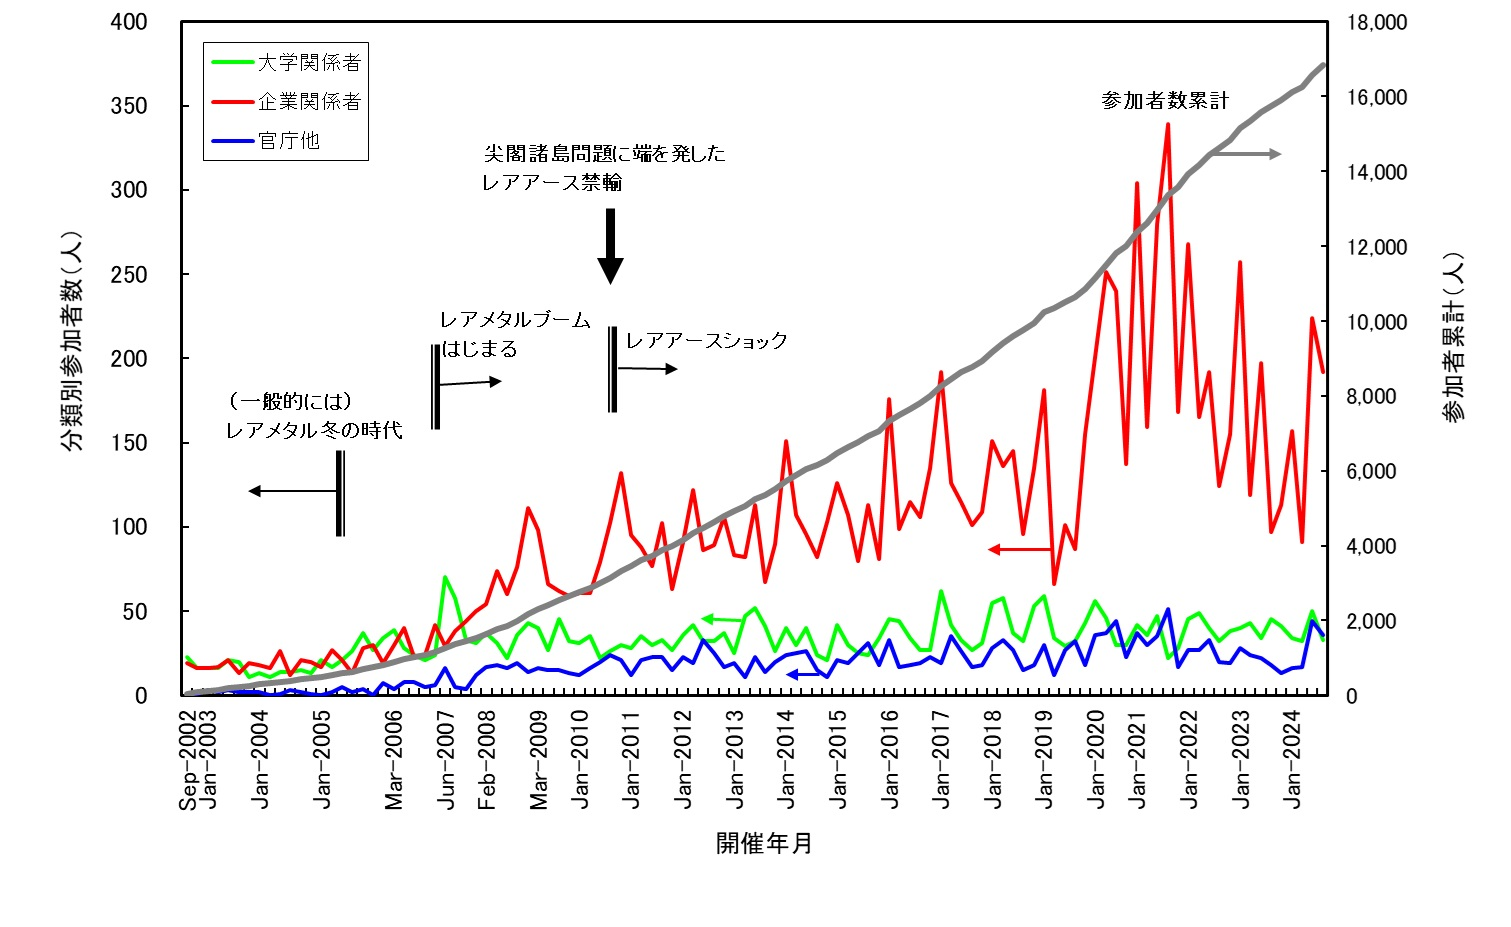 400
350
300
250
200
150
100
50
0
分類別参加者数(人)
大学関係者
企業関係者
官庁他
尖閣諸島問題に端を発した
レアアース禁輸
参加者数累計
レアメタルブーム
はじまる
レアアースショック
(一般的には)
レアメタル冬の時代
18,000
16,000
14,000
12,000
10,000
8,000
6,000
4,000
2,000
0
参加者累計(人)
Sep-2002
Jan-2003
Jan-2004
Jan-2005
Mar-2006
Jun-2007
Feb-2008
Mar-2009
Jan-2010
Jan-2011
Jan-2012
Jan-2013
Jan-2014
Jan-2015
Jan-2016
Jan-2017
Jan-2018
Jan-2019
Jan-2020
Jan-2021
Jan-2022
Jan-2023
Jan-2024
開催年月